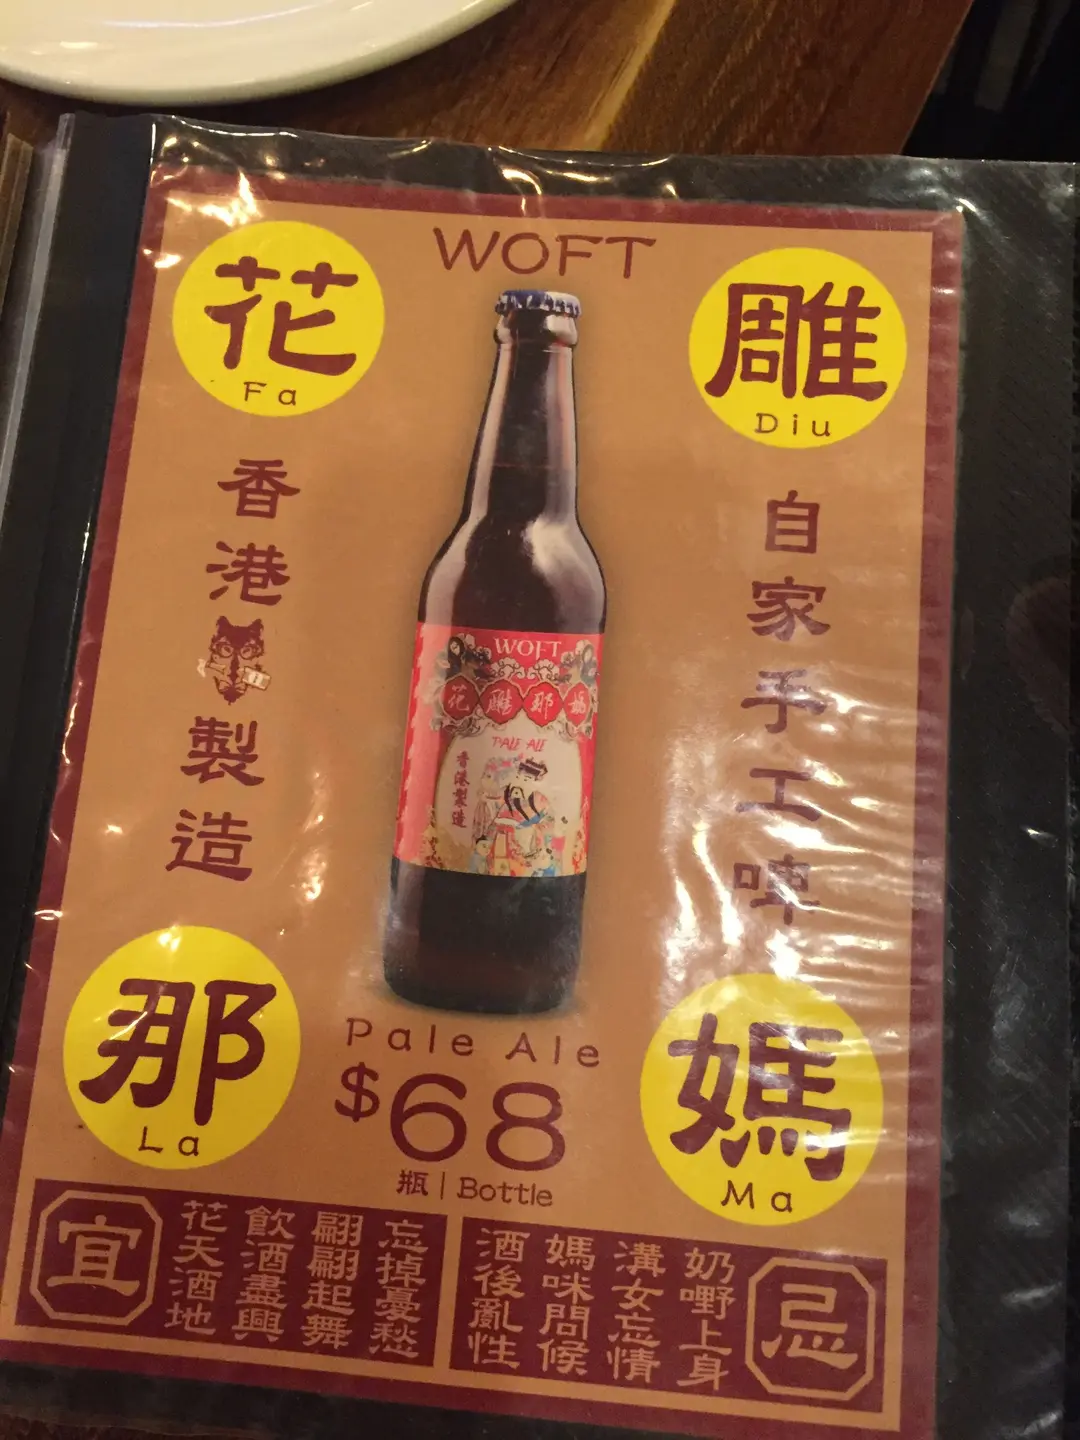 WOFT
花
Fa
雕
Diu
香港製造
自家手工啤
WOFT
花雕那媽
PALE ALE
香港製造
那
La
媽
Ma
Pale Ale
$68
瓶 | Bottle
宜
花天酒地
飲酒盡興
翩翩起舞
忘掉憂愁
酒後亂性
媽咪問候
溝女忘情
奶嘢上身
忌